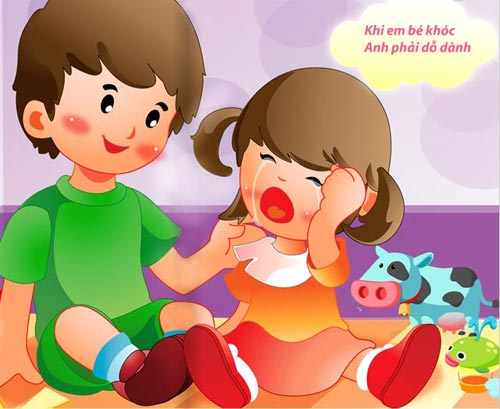 Khi em bé khóc
Anh phải dỗ dành